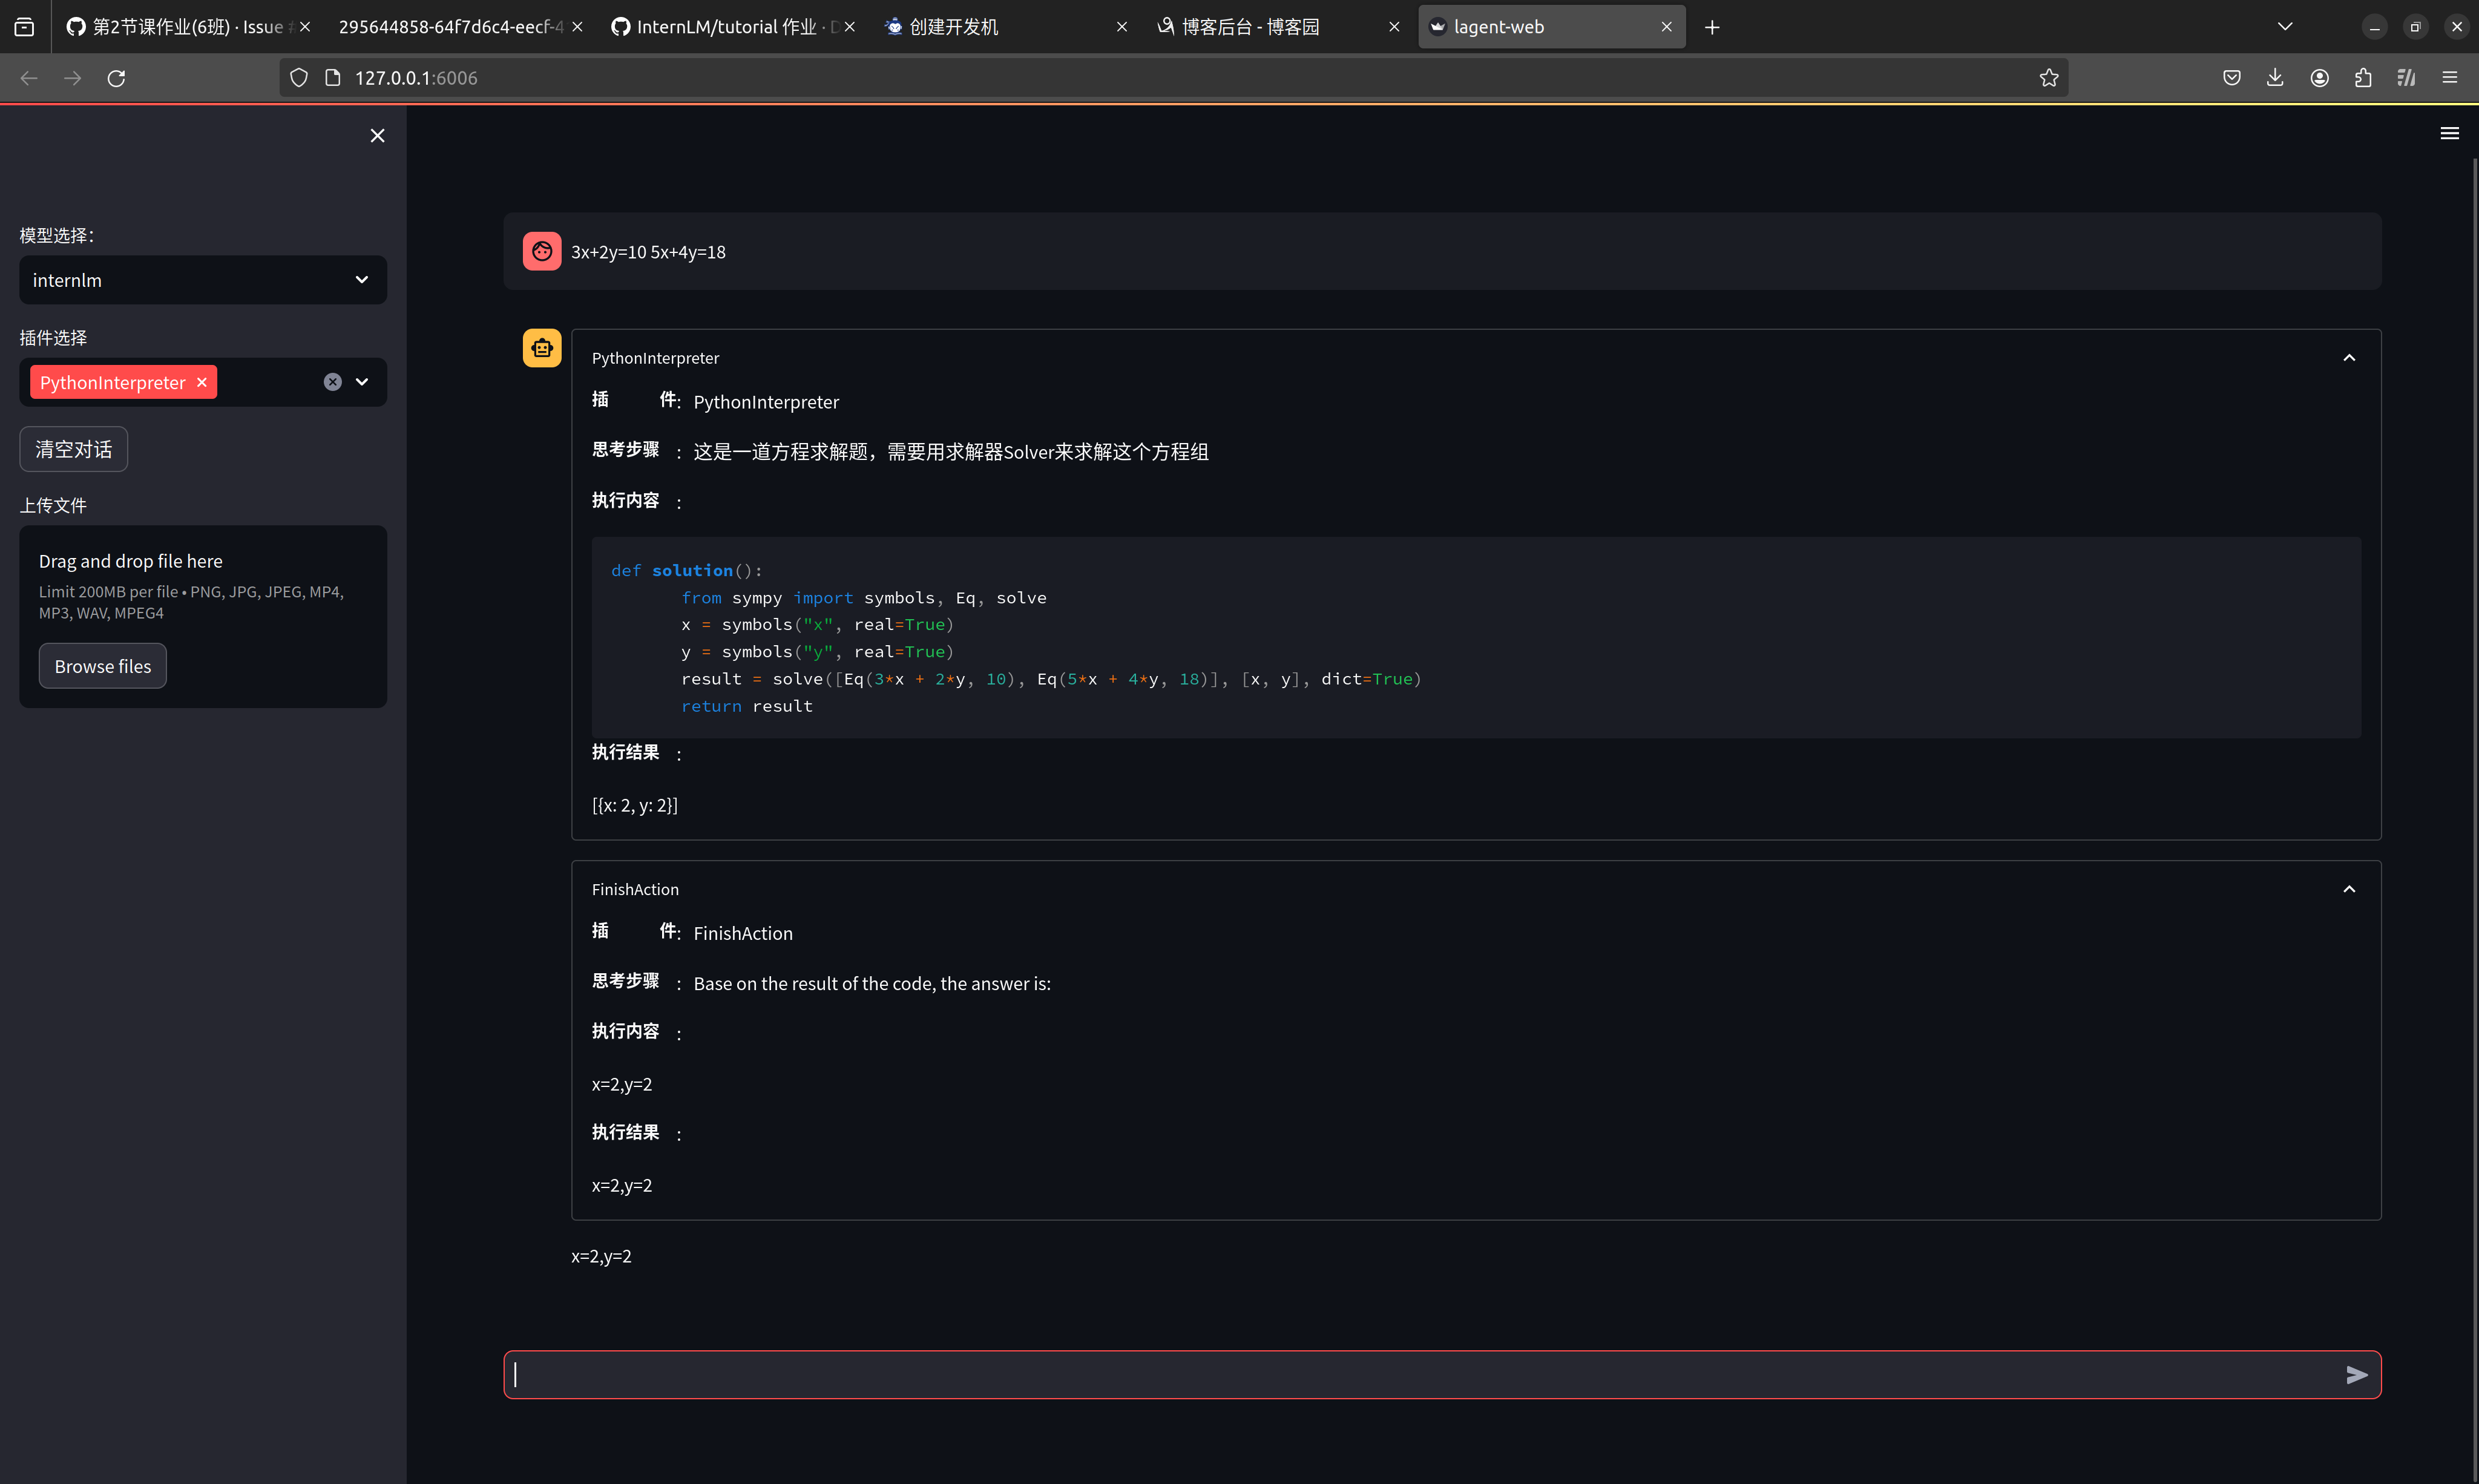 第2节课作业(6班) · Issue #
295644858-64f7d6c4-eecf-4
InternLM/tutorial 作业 · D
创建开发机
博客后台 - 博客园
lagent-web
127.0.0.1:6006
模型选择：
internlm
插件选择
PythonInterpreter
清空对话
上传文件
Drag and drop file here
Limit 200MB per file • PNG, JPG, JPEG, MP4,
MP3, WAV, MPEG4
Browse files
3x+2y=10 5x+4y=18
PythonInterpreter
插 件: PythonInterpreter
思考步骤 : 这是一道方程求解题，需要用求解器Solver来求解这个方程组
执行内容 :
def solution():
from sympy import symbols, Eq, solve
x = symbols("x", real=True)
y = symbols("y", real=True)
result = solve([Eq(3*x + 2*y, 10), Eq(5*x + 4*y, 18)], [x, y], dict=True)
return result
执行结果 :
[{x: 2, y: 2}]
FinishAction
插 件: FinishAction
思考步骤 : Base on the result of the code, the answer is:
执行内容 :
x=2,y=2
执行结果 :
x=2,y=2
x=2,y=2